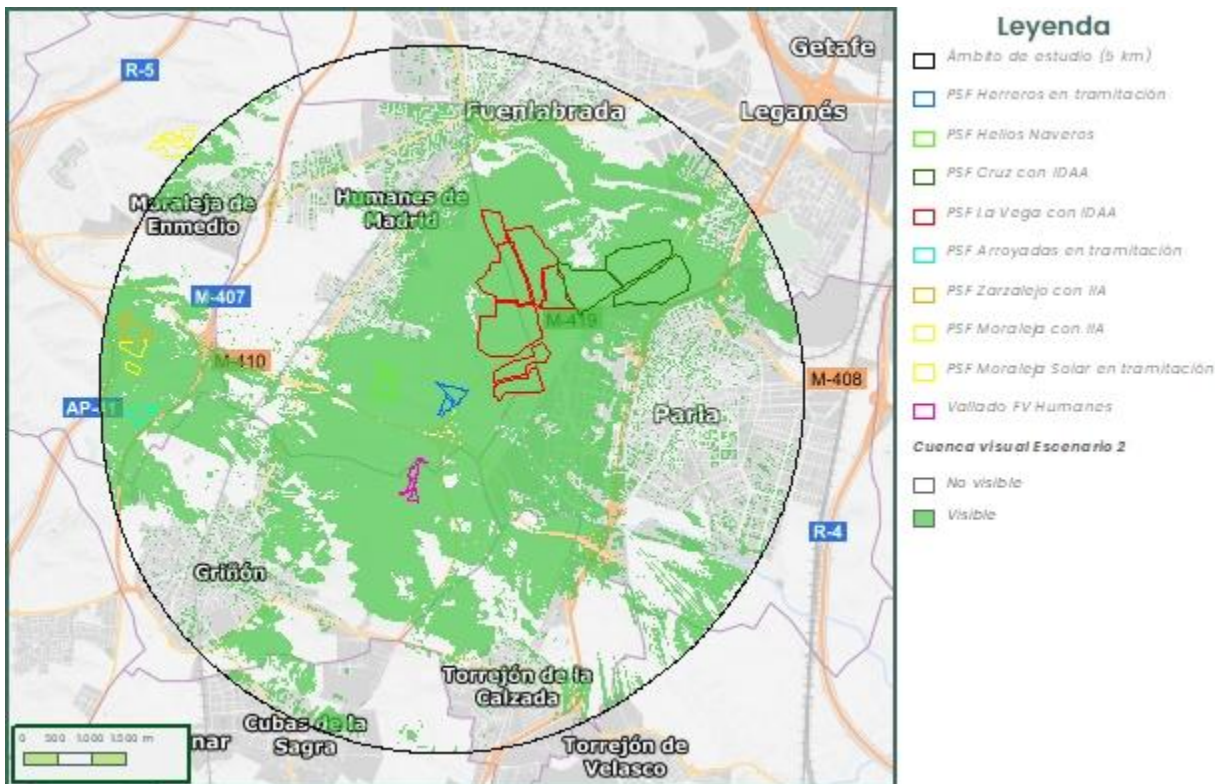 Getafe
R-5
Fuenlabrada
Leganés
Moraleja de
Enmedio
Humanes de
Madrid
M-407
M-419
M-410
M-408
AP-41
Parla
R-4
Griñón
Torrejón de la
Calzada
Cubas de la
Sagra
nar
Torrejón de
Velasco
0 500 1.000 1.500 m
Leyenda
Ámbito de estudio (5 km)
PSF Herreros en tramitación
PSF Helios Naveros
PSF Cruz con IDAA
PSF La Vega con IDAA
PSF Arroyadas en tramitación
PSF Zarzalejo con IIA
PSF Moraleja con IIA
PSF Moraleja Solar en tramitación
Vallado FV Humanes
Cuenca visual Escenario 2
No visible
Visible